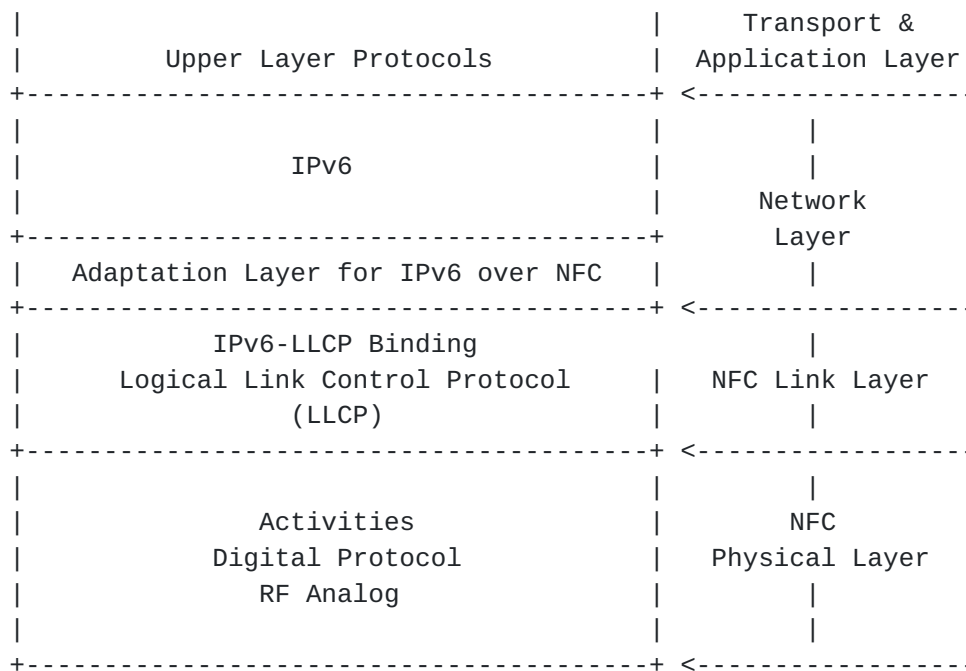 |                                         |     Transport &
|         Upper Layer Protocols           |  Application Layer
+----------------------------------------+ <------------------
|                                         |         |
|                 IPv6                    |         |
|                                         |      Network
+----------------------------------------+       Layer
|   Adaptation Layer for IPv6 over NFC    |         |
+----------------------------------------+ <------------------
|            IPv6-LLCP Binding                      |
|      Logical Link Control Protocol      |   NFC Link Layer
|                 (LLCP)                  |         |
+----------------------------------------+ <------------------
|                                         |         |
|               Activities                |        NFC
|            Digital Protocol             |   Physical Layer
|               RF Analog                 |         |
|                                         |         |
+----------------------------------------+ <------------------